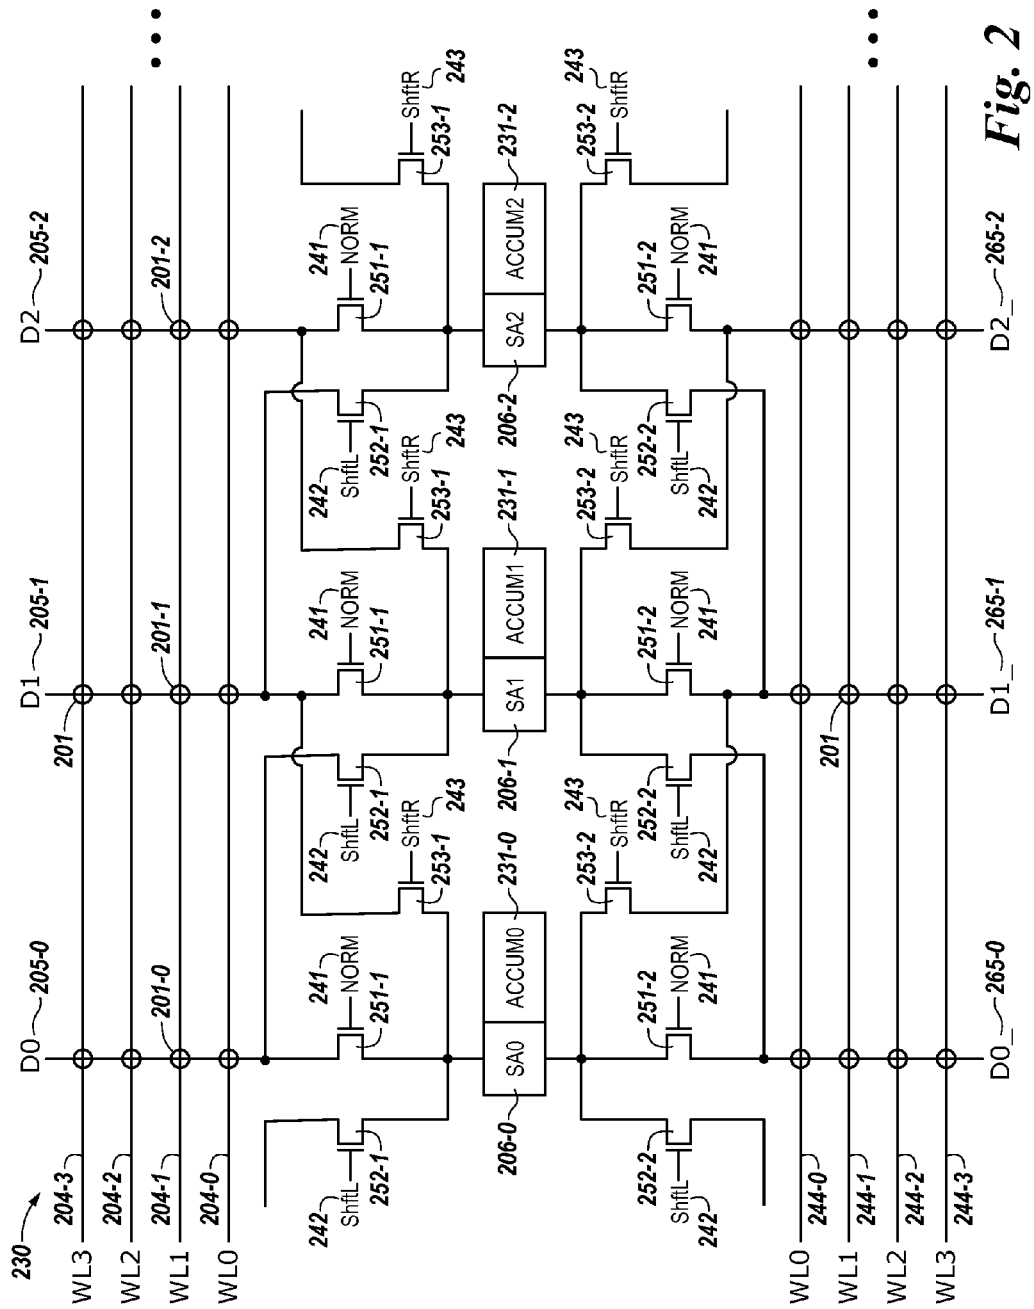 Fig. 2
230
D0 205-0
D1 205-1
D2 205-2
WL3 204-3
WL2 204-2
WL1 204-1
WL0 204-0
201
201-0
201-1
201-2
242
ShftL
252-1
241
NORM
251-1
243
ShftR
253-1
242
ShftL
252-1
241
NORM
251-1
243
ShftR
253-1
242
ShftL
252-1
241
NORM
251-1
243
ShftR
253-1
206-0
SA0
ACCUM0
231-0
206-1
SA1
ACCUM1
231-1
206-2
SA2
ACCUM2
231-2
252-2
ShftL
242
251-2
NORM
241
253-2
ShftR
243
252-2
ShftL
242
251-2
NORM
241
253-2
ShftR
243
252-2
ShftL
242
251-2
NORM
241
253-2
ShftR
243
WL0 244-0
WL1 244-1
WL2 244-2
WL3 244-3
201
D0_ 265-0
D1_ 265-1
D2_ 265-2